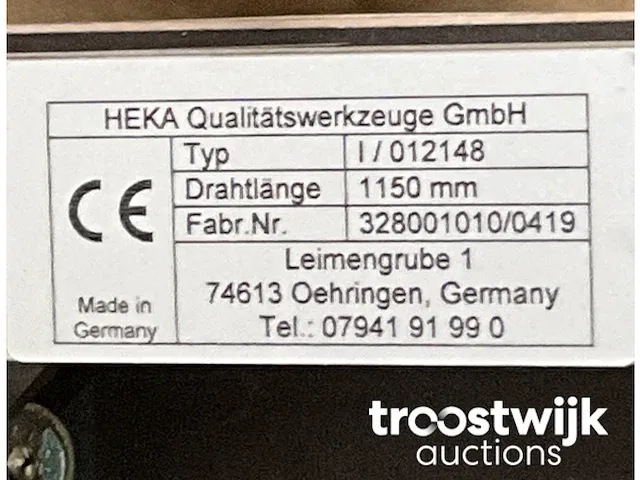 HEKA Qualitätswerkzeuge GmbH
CE
Typ I / 012148
Drahtlänge 1150 mm
Fabr.Nr. 328001010/0419
Made in
Germany
Leimengrube 1
74613 Oehringen, Germany
Tel.: 07941 91 99 0
troostwijk
auctions